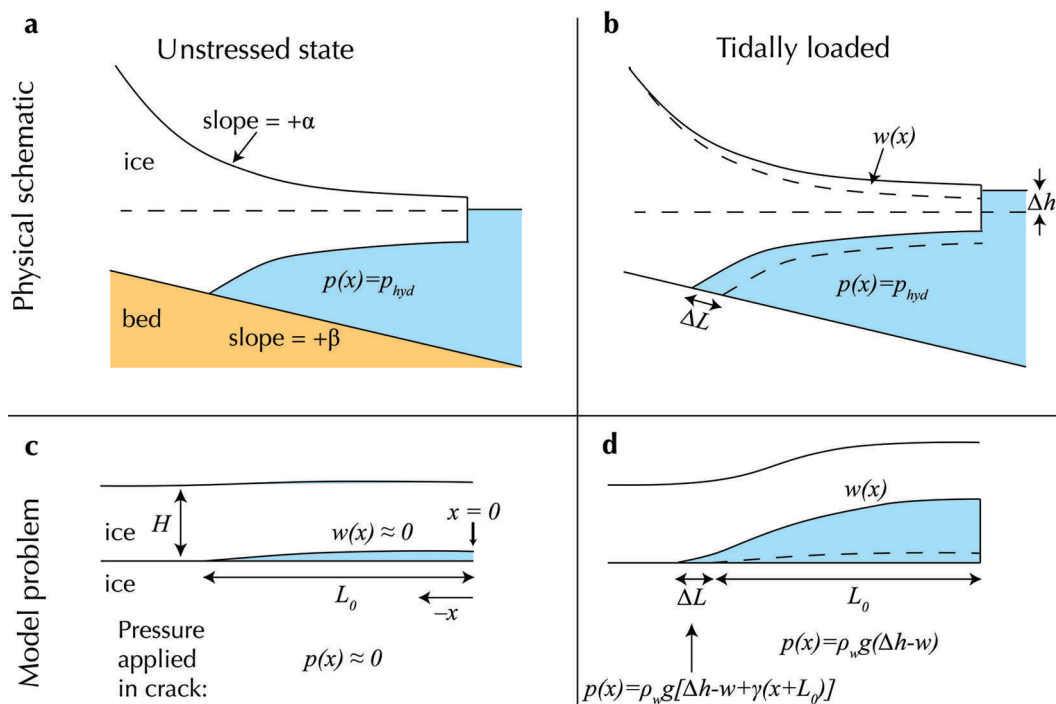 a
Unstressed state
b
Tidally loaded
Physical schematic
slope = +α
ice
w(x)
Δh
p(x)=p_hyd
p(x)=p_hyd
bed
slope = +β
ΔL
c
d
Model problem
H
ice
w(x) ≈ 0
x = 0
w(x)
ice
L_0
−x
ΔL
L_0
Pressure
applied
in crack:
p(x) ≈ 0
p(x)=ρ_w g(Δh-w)
p(x)=ρ_w g[Δh-w+γ(x+L_0)]